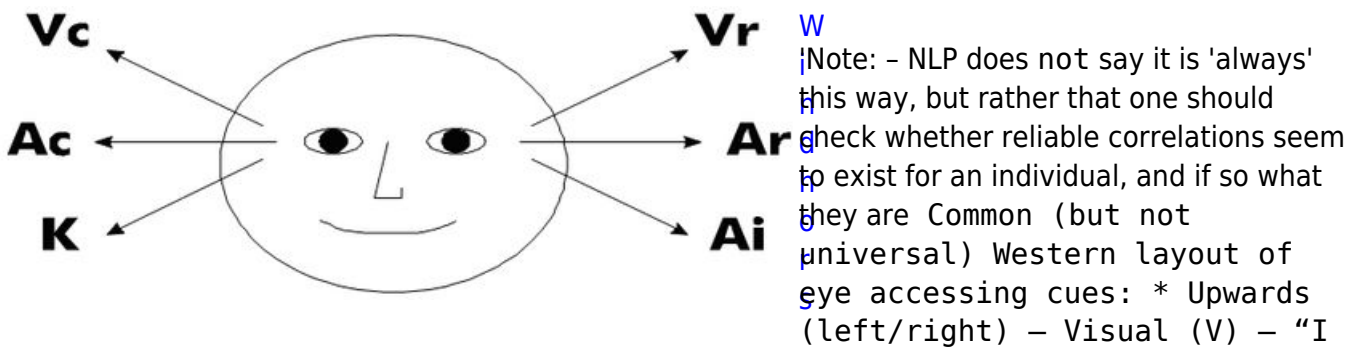 Vc Vr
Ac Ar
K Ai
Windhors
'Note: – NLP does not say it is 'always'
this way, but rather that one should
check whether reliable correlations seem
to exist for an individual, and if so what
they are Common (but not
universal) Western layout of
eye accessing cues: * Upwards
(left/right) – Visual (V) – “I